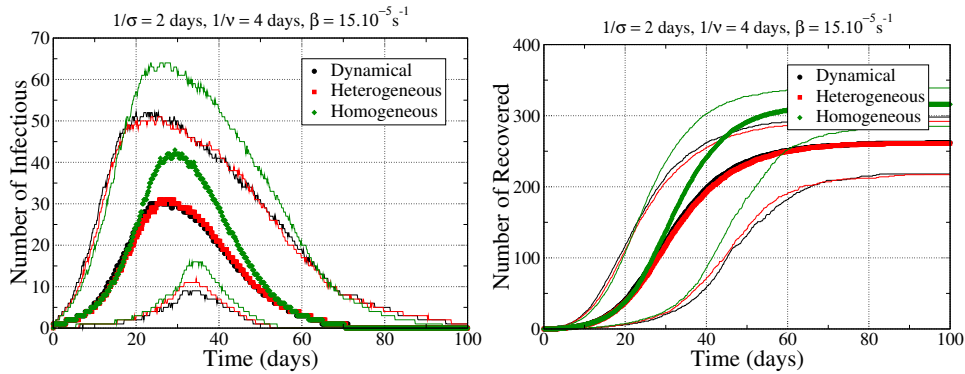 1/σ = 2 days, 1/ν = 4 days, β = 15.10⁻⁵s⁻¹
70
60
50
40
30
20
10
0
Number of Infectious
Dynamical
Heterogeneous
Homogeneous
0 20 40 60 80 100
Time (days)
1/σ = 2 days, 1/ν = 4 days, β = 15.10⁻⁵s⁻¹
400
300
200
100
0
Number of Recovered
Dynamical
Heterogeneous
Homogeneous
0 20 40 60 80 100
Time (days)